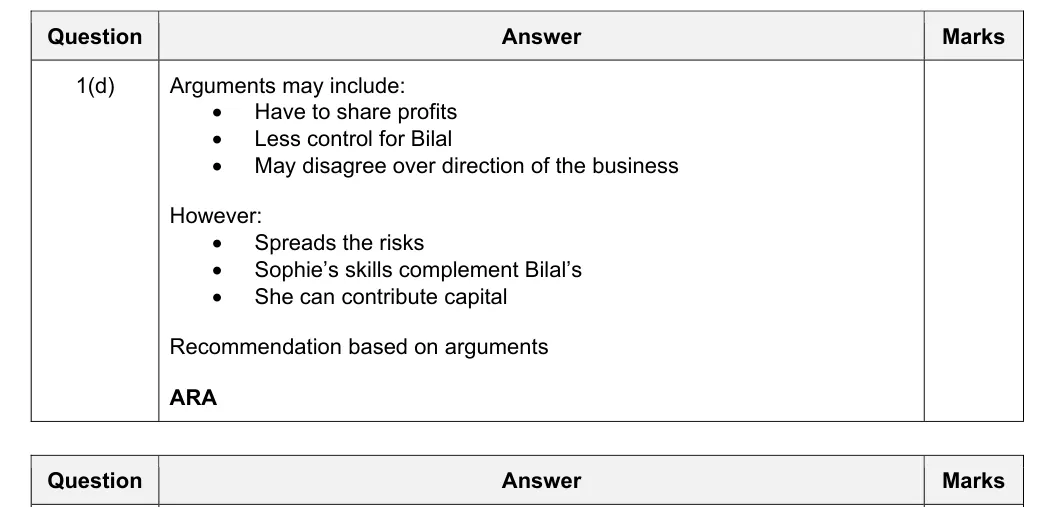 Question Answer Marks
1(d) Arguments may include:
• Have to share profits
• Less control for Bilal
• May disagree over direction of the business
However:
• Spreads the risks
• Sophie’s skills complement Bilal’s
• She can contribute capital
Recommendation based on arguments
ARA
Question Answer Marks